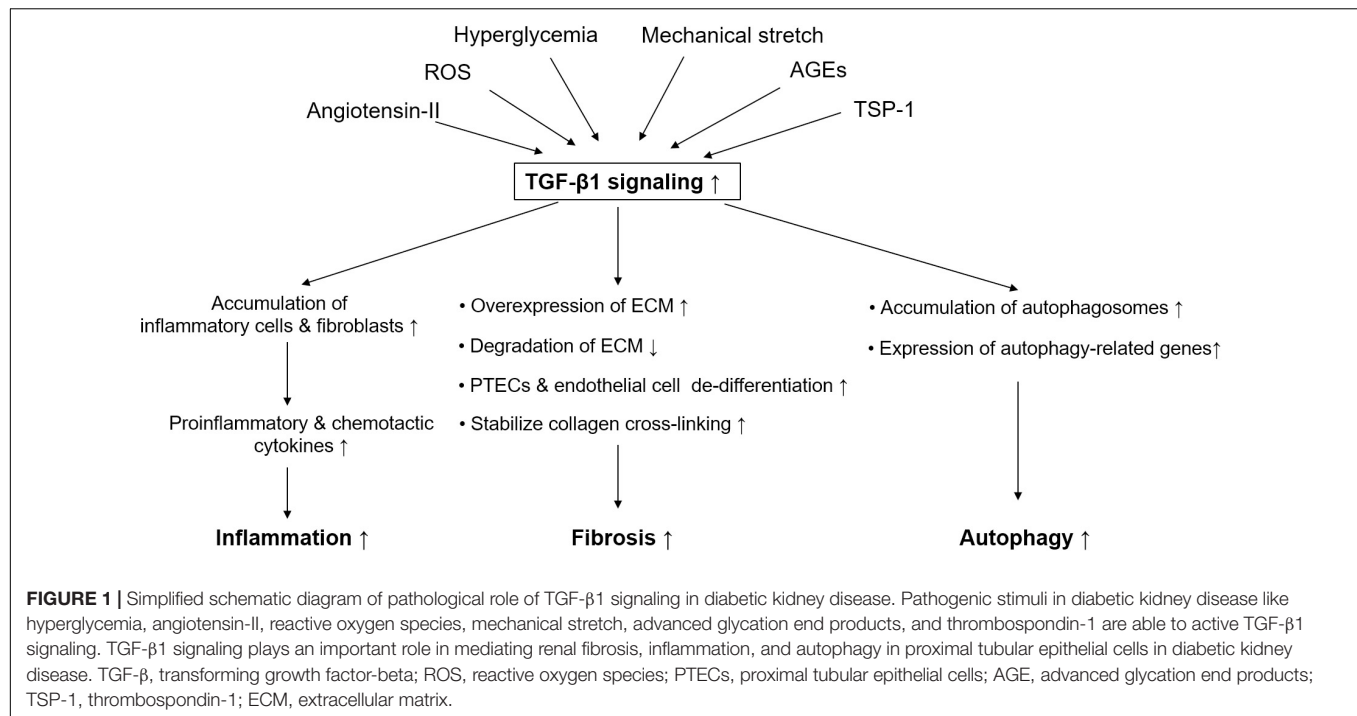 Hyperglycemia
Mechanical stretch
ROS
AGEs
Angiotensin-II
TSP-1
TGF-β1 signaling ↑
Accumulation of
inflammatory cells & fibroblasts ↑
Proinflammatory & chemotactic
cytokines ↑
Inflammation ↑
• Overexpression of ECM ↑
• Degradation of ECM ↓
• PTECs & endothelial cell de-differentiation ↑
• Stabilize collagen cross-linking ↑
Fibrosis ↑
• Accumulation of autophagosomes ↑
• Expression of autophagy-related genes↑
Autophagy ↑
FIGURE 1 | Simplified schematic diagram of pathological role of TGF-β1 signaling in diabetic kidney disease. Pathogenic stimuli in diabetic kidney disease like
hyperglycemia, angiotensin-II, reactive oxygen species, mechanical stretch, advanced glycation end products, and thrombospondin-1 are able to active TGF-β1
signaling. TGF-β1 signaling plays an important role in mediating renal fibrosis, inflammation, and autophagy in proximal tubular epithelial cells in diabetic kidney
disease. TGF-β, transforming growth factor-beta; ROS, reactive oxygen species; PTECs, proximal tubular epithelial cells; AGE, advanced glycation end products;
TSP-1, thrombospondin-1; ECM, extracellular matrix.